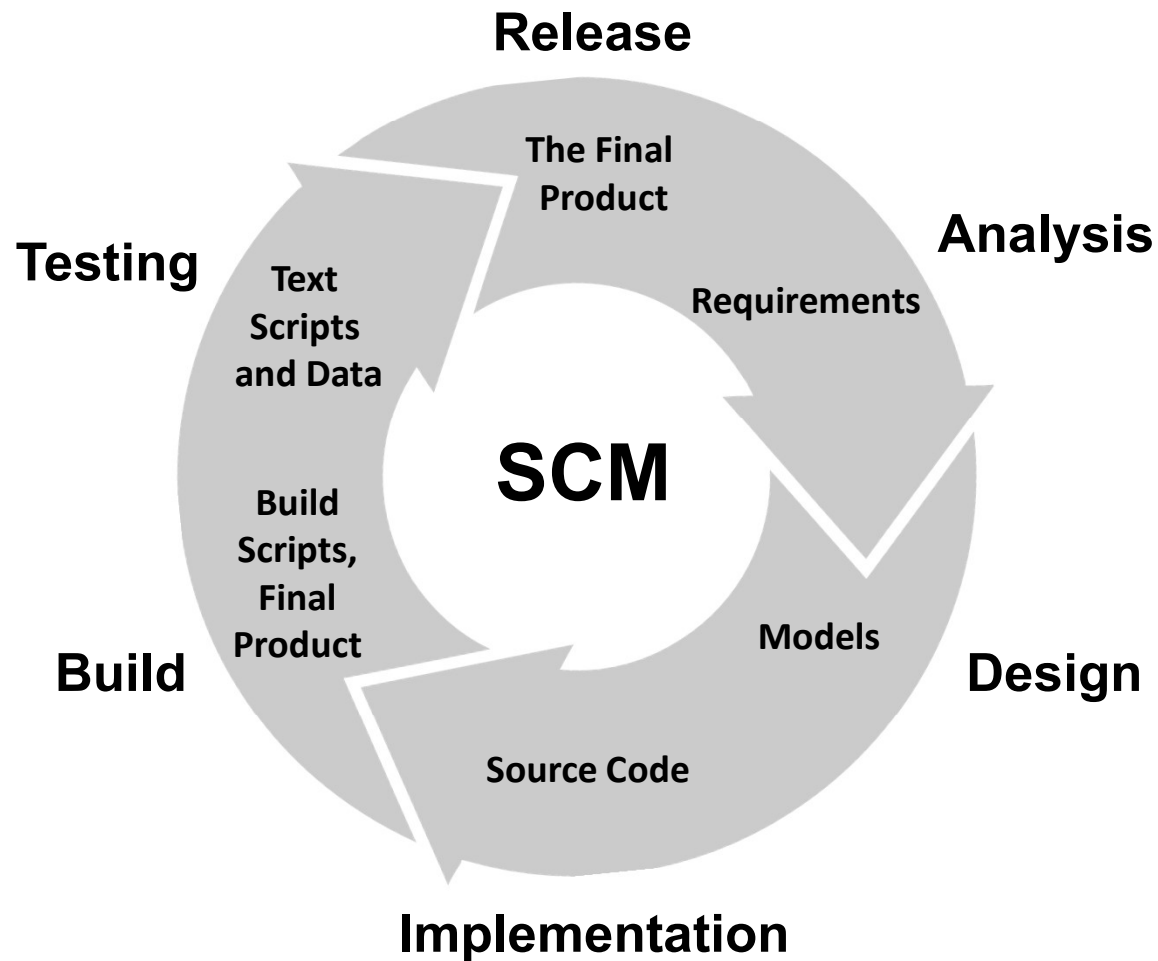 Release
The Final
Product
Analysis
Requirements
Testing
Text
Scripts
and Data
SCM
Build
Scripts,
Final
Product
Models
Build
Design
Source Code
Implementation